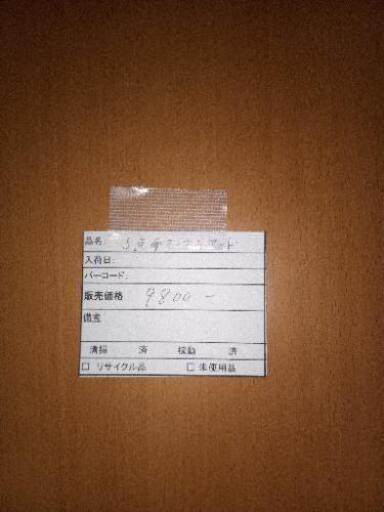 品名
入荷日:
バーコード:
販売価格 9800-
備考
清掃 済 稼動 済
□ リサイクル品 □ 未使用品